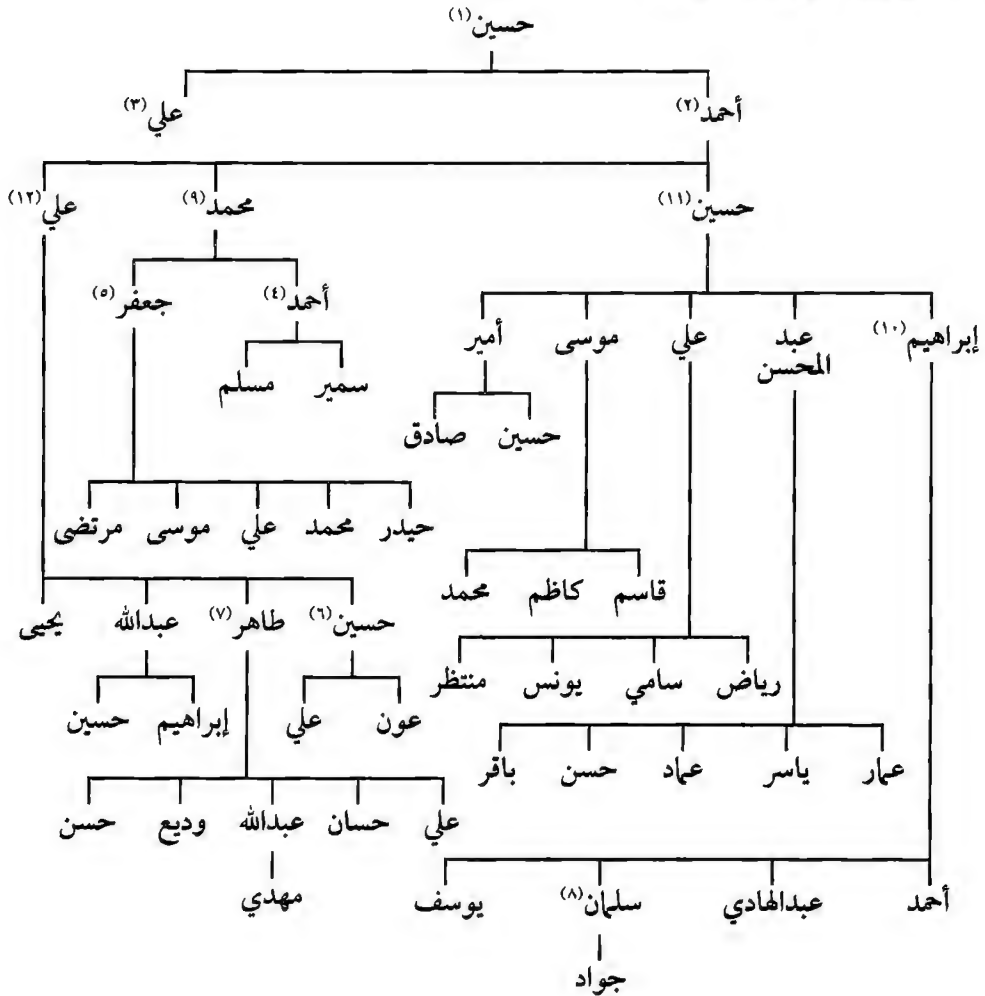 حسين (١)
أحمد (٢) علي (٣)
حسين (١١) محمد (٩) علي (١٢)
أحمد (٤) جعفر (٥)
إبراهيم (١٠) عبد المحسن علي موسى أمير
سمير مسلم
حسين صادق
حيدر محمد علي موسى مرتضى
قاسم كاظم محمد
حسين (٦) طاهر (٧) عبدالله يحيى
رياض سامي يونس منتظر
عون علي إبراهيم حسين
عمار ياسر عماد حسن باقر
علي حسان عبدالله وديع حسن
أحمد عبدالهادي سلمان (٨) يوسف مهدي
جواد